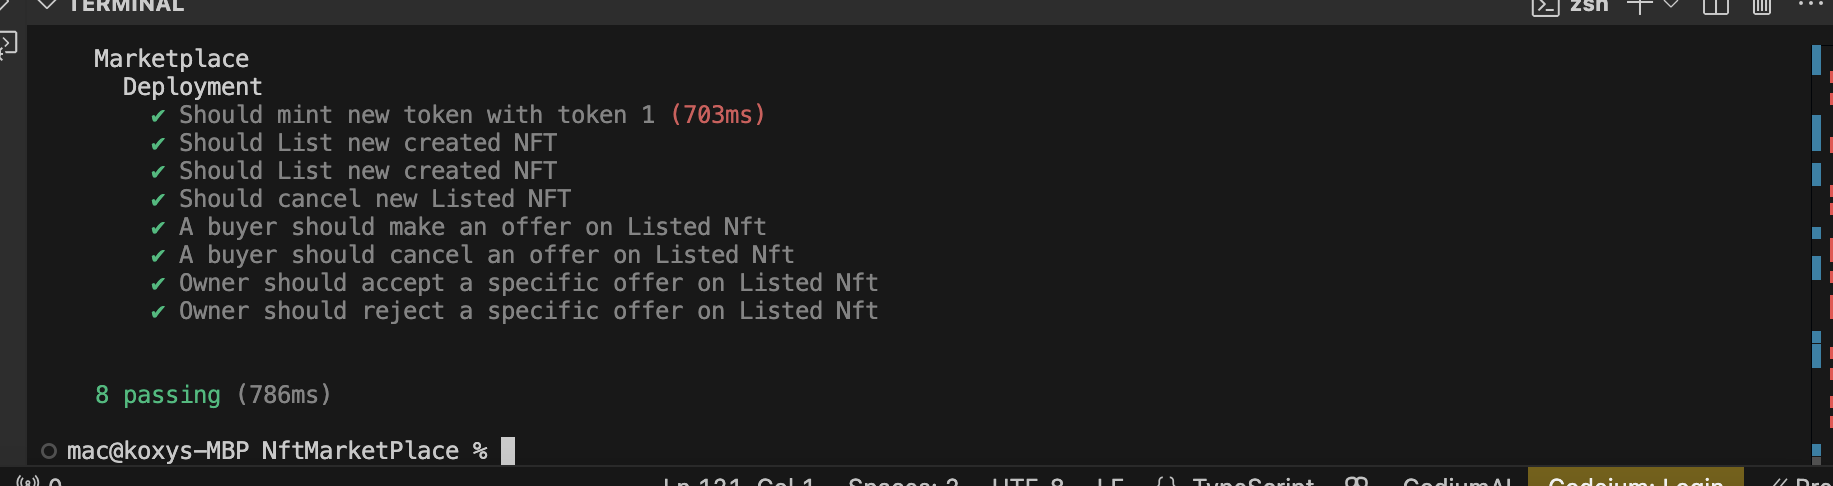 TERMINAL
zsh
Marketplace
Deployment
✔ Should mint new token with token 1 (703ms)
✔ Should List new created NFT
✔ Should List new created NFT
✔ Should cancel new Listed NFT
✔ A buyer should make an offer on Listed Nft
✔ A buyer should cancel an offer on Listed Nft
✔ Owner should accept a specific offer on Listed Nft
✔ Owner should reject a specific offer on Listed Nft
8 passing (786ms)
mac@koxys-MBP NftMarketPlace %
0 Ln 131, Col 1 Spaces: 2 UTF-8 LF {} TypeScript CodiumAI Codeium: Login